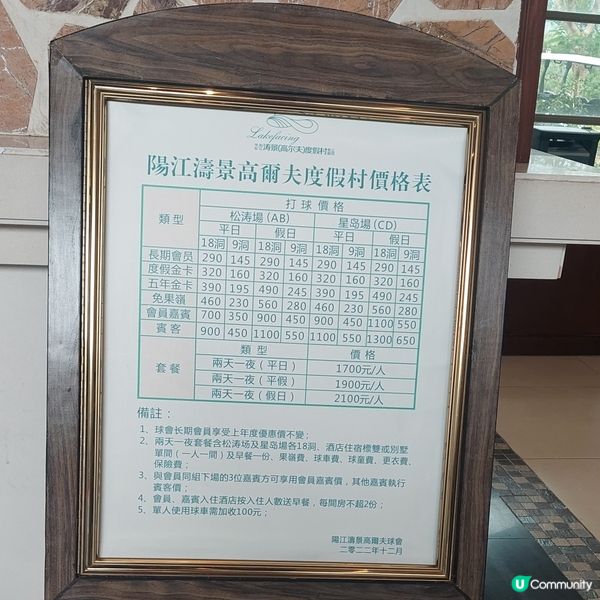 Lakefacing
涛景(高尔夫)度假村
陽江濤景高爾夫度假村價格表
類型 打球價格
松涛場(AB) 星岛場(CD)
平日 假日 平日 假日
18洞 9洞 18洞 9洞 18洞 9洞 18洞 9洞
長期會员 290 145 290 145 290 145 290 145
度假金卡 320 160 320 160 320 160 320 160
五年金卡 390 195 490 245 390 195 490 245
免果嶺 460 230 560 280 460 230 560 280
會員嘉賓 700 350 900 450 900 450 1100 550
賓客 900 450 1100 550 1100 550 1300 650
套餐 類型 價格
兩天一夜（平日） 1700元/人
兩天一夜（平假） 1900元/人
兩天一夜（假日） 2100元/人
備註：
1、球會长期會員享受上年度優惠價不變；
2、兩天一夜套餐含松涛场及星島場各18洞、酒店住宿標雙或別墅
單間（一人一間）及早餐一份、果嶺費、球車費、球童費、更衣費、
保險費；
3、與會員同組下場的3位嘉賓方可享用會員嘉賓價，其他嘉賓執行
賓客價；
4、會員、嘉賓入住酒店按入住人數送早餐，每間房不超2份；
5、單人使用球車需加收100元；
陽江濤景高爾夫球會
二零二二年十二月
U Community